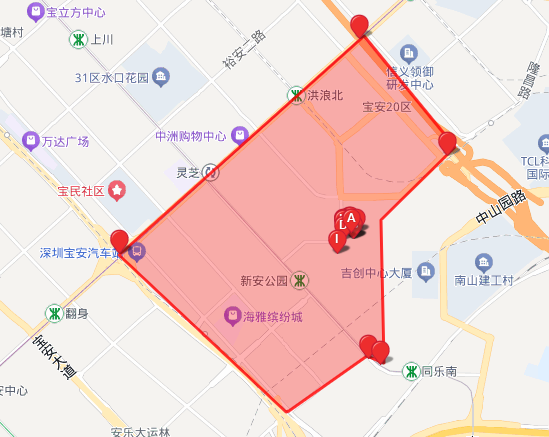 宝立方中心
塘村
上川
裕安二路
31区水口花园
信义领御
研发中心
隆昌路
洪浪北
宝安20区
万达广场
中洲购物中心
TCL科
国际
灵芝
宝民社区
中山园路
L
A
I
深圳宝安汽车站
吉创中心大厦
新安公园
南山建工村
翻身
海雅缤纷城
宝安大道
同乐南
安中心
安乐大运林